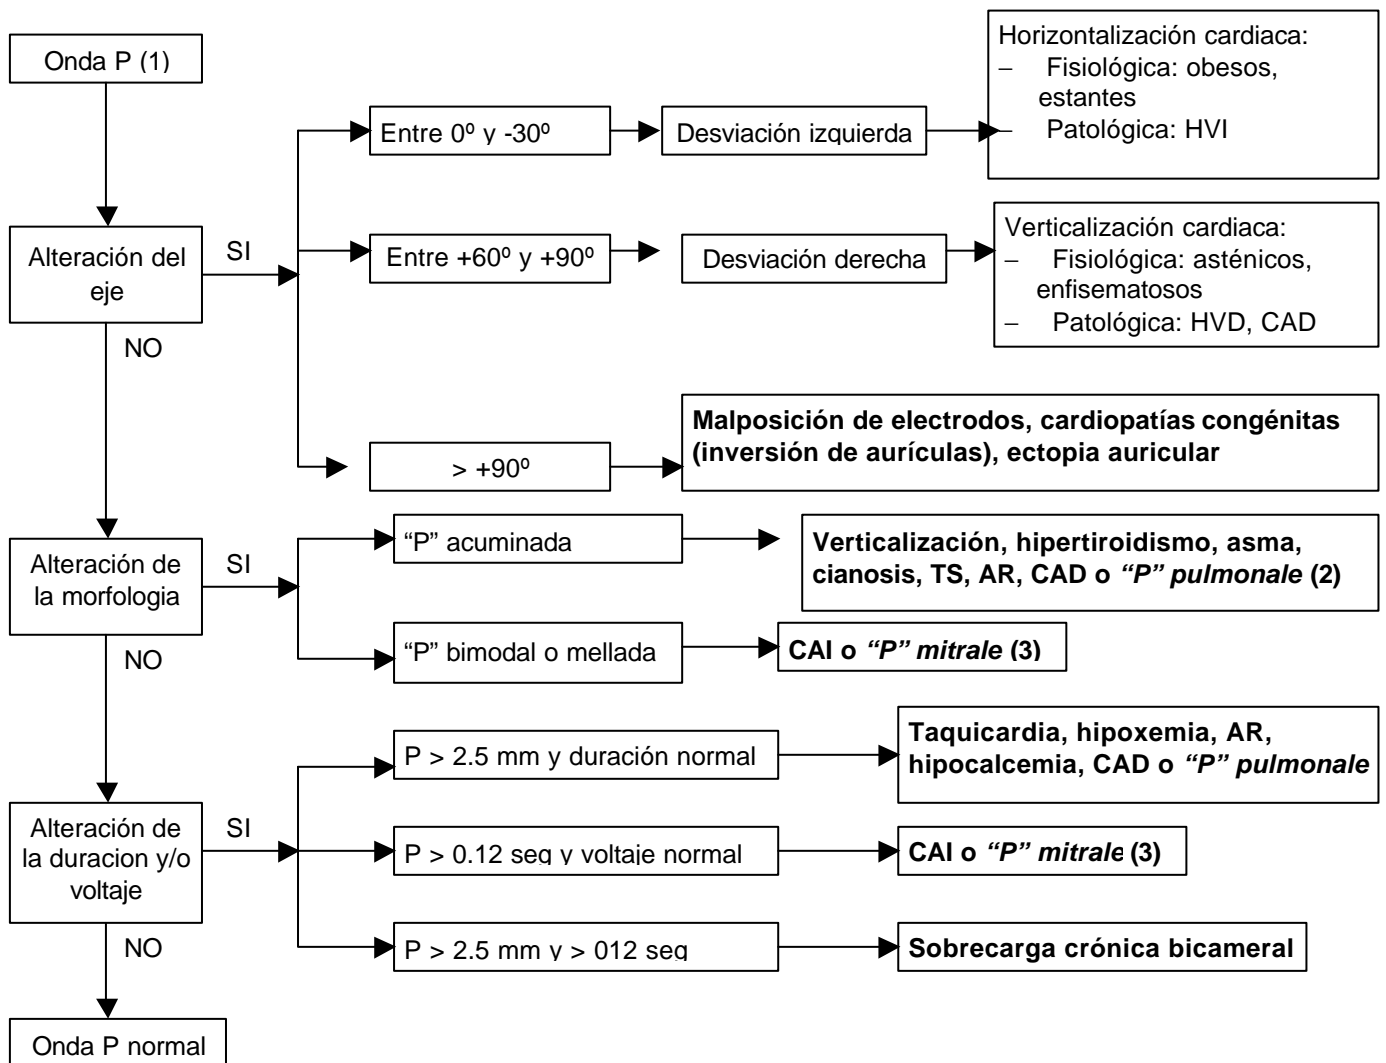 Onda P (1)
Horizontalización cardiaca:
– Fisiológica: obesos,
estantes
– Patológica: HVI
Entre 0º y -30º
Desviación izquierda
Alteración del
eje
SI
Entre +60º y +90º
Desviación derecha
Verticalización cardiaca:
– Fisiológica: asténicos,
enfisematosos
– Patológica: HVD, CAD
NO
> +90º
Malposición de electrodos, cardiopatías congénitas
(inversión de aurículas), ectopia auricular
Alteración de
la morfologia
SI
“P” acuminada
Verticalización, hipertiroidismo, asma,
cianosis, TS, AR, CAD o “P” pulmonale (2)
NO
“P” bimodal o mellada
CAI o “P” mitrale (3)
P > 2.5 mm y duración normal
Taquicardia, hipoxemia, AR,
hipocalcemia, CAD o “P” pulmonale
Alteración de
la duracion y/o
voltaje
SI
P > 0.12 seg y voltaje normal
CAI o “P” mitrale (3)
NO
P > 2.5 mm y > 012 seg
Sobrecarga crónica bicameral
Onda P normal